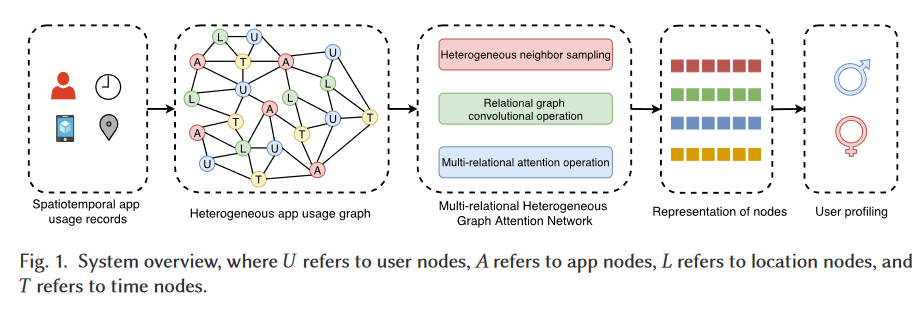 L
U
A
T
A
U
L
U
L
L
A
A
T
U
T
T
A
L
U
U
A
T
Heterogeneous neighbor sampling
Relational graph
convolutional operation
Multi-relational attention operation
Spatiotemporal app
usage records
Heterogeneous app usage graph
Multi-relational Heterogeneous
Graph Attention Network
Representation of nodes
User profiling
Fig. 1. System overview, where U refers to user nodes, A refers to app nodes, L refers to location nodes, and
T refers to time nodes.